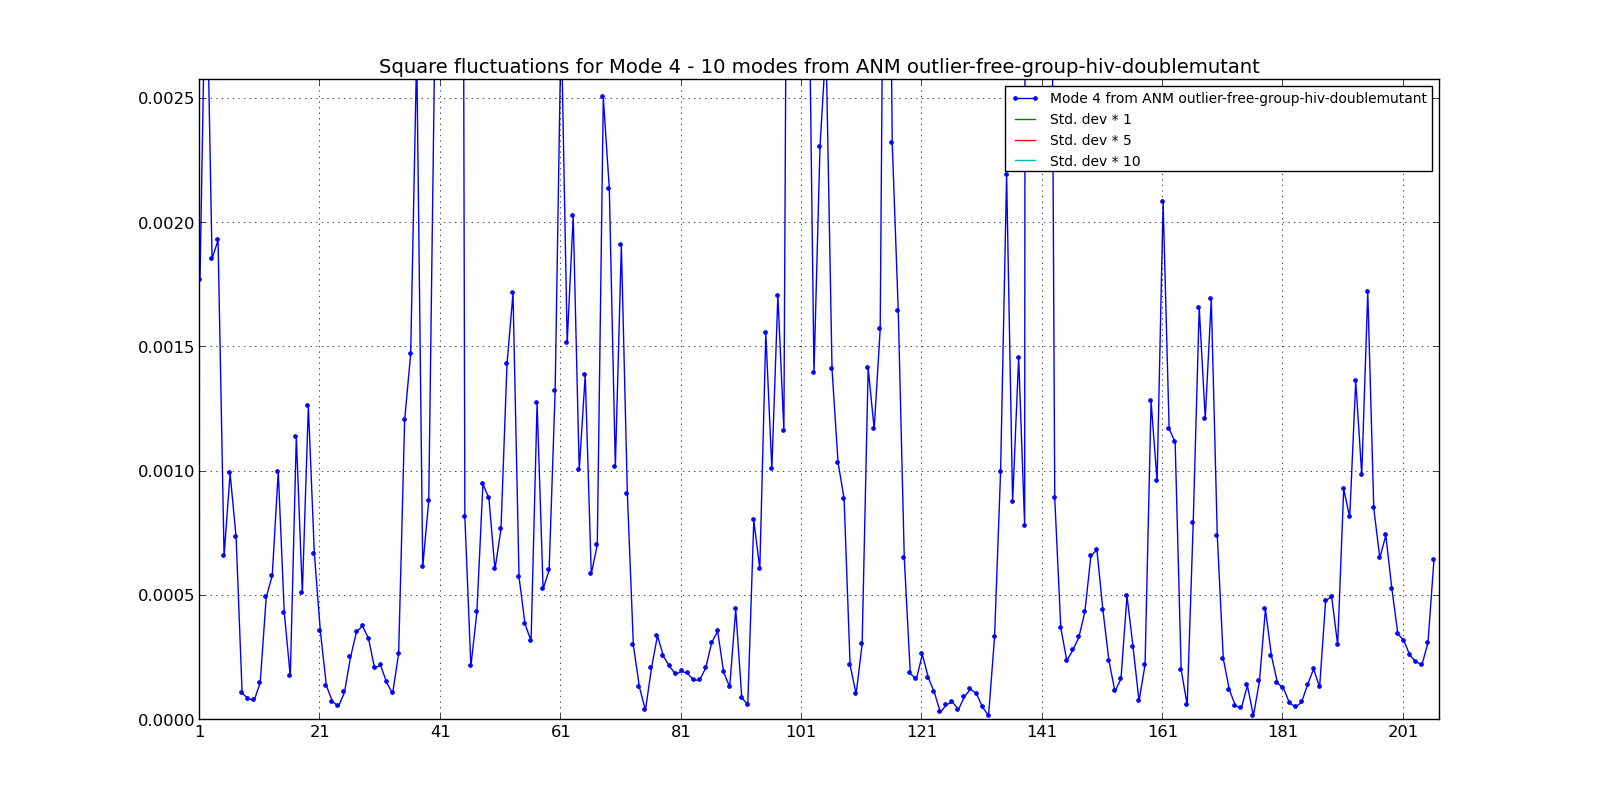 Square fluctuations for Mode 4 - 10 modes from ANM outlier-free-group-hiv-doublemutant
Mode 4 from ANM outlier-free-group-hiv-doublemutant
Std. dev * 1
Std. dev * 5
Std. dev * 10
0.0025
0.0020
0.0015
0.0010
0.0005
0.0000
1 21 41 61 81 101 121 141 161 181 201